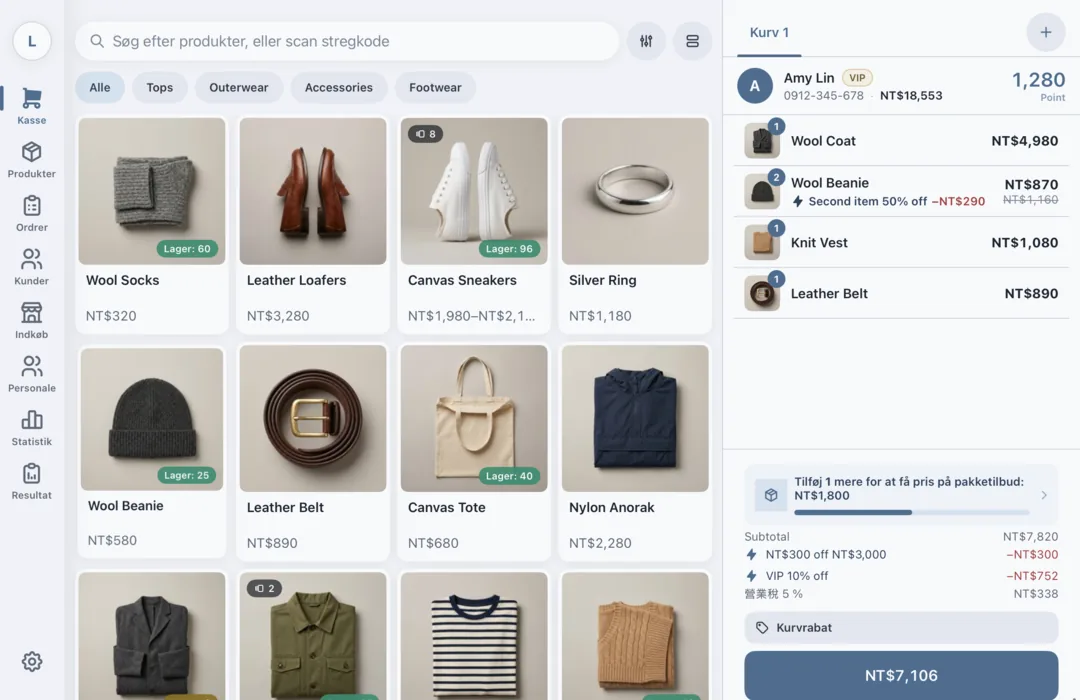 L
Kasse
Produkter
Ordrer
Kunder
Indkøb
Personale
Statistik
Resultat
Søg efter produkter, eller scan stregkode
Alle
Tops
Outerwear
Accessories
Footwear
Lager: 60
Wool Socks
NT$320
Leather Loafers
NT$3,280
8
Lager: 96
Canvas Sneakers
NT$1,980–NT$2,1...
Silver Ring
NT$1,180
Lager: 25
Wool Beanie
NT$580
Leather Belt
NT$890
Lager: 40
Canvas Tote
NT$680
Nylon Anorak
NT$2,280
2
Kurv 1
A
Amy Lin VIP
0912-345-678 · NT$18,553
1,280
Point
1
Wool Coat
NT$4,980
2
Wool Beanie
NT$870
Second item 50% off −NT$290
NT$1,160
1
Knit Vest
NT$1,080
1
Leather Belt
NT$890
Tilføj 1 mere for at få pris på pakketilbud:
NT$1,800
Subtotal NT$7,820
NT$300 off NT$3,000 −NT$300
VIP 10% off −NT$752
營業稅 5 % NT$338
Kurvrabat
NT$7,106